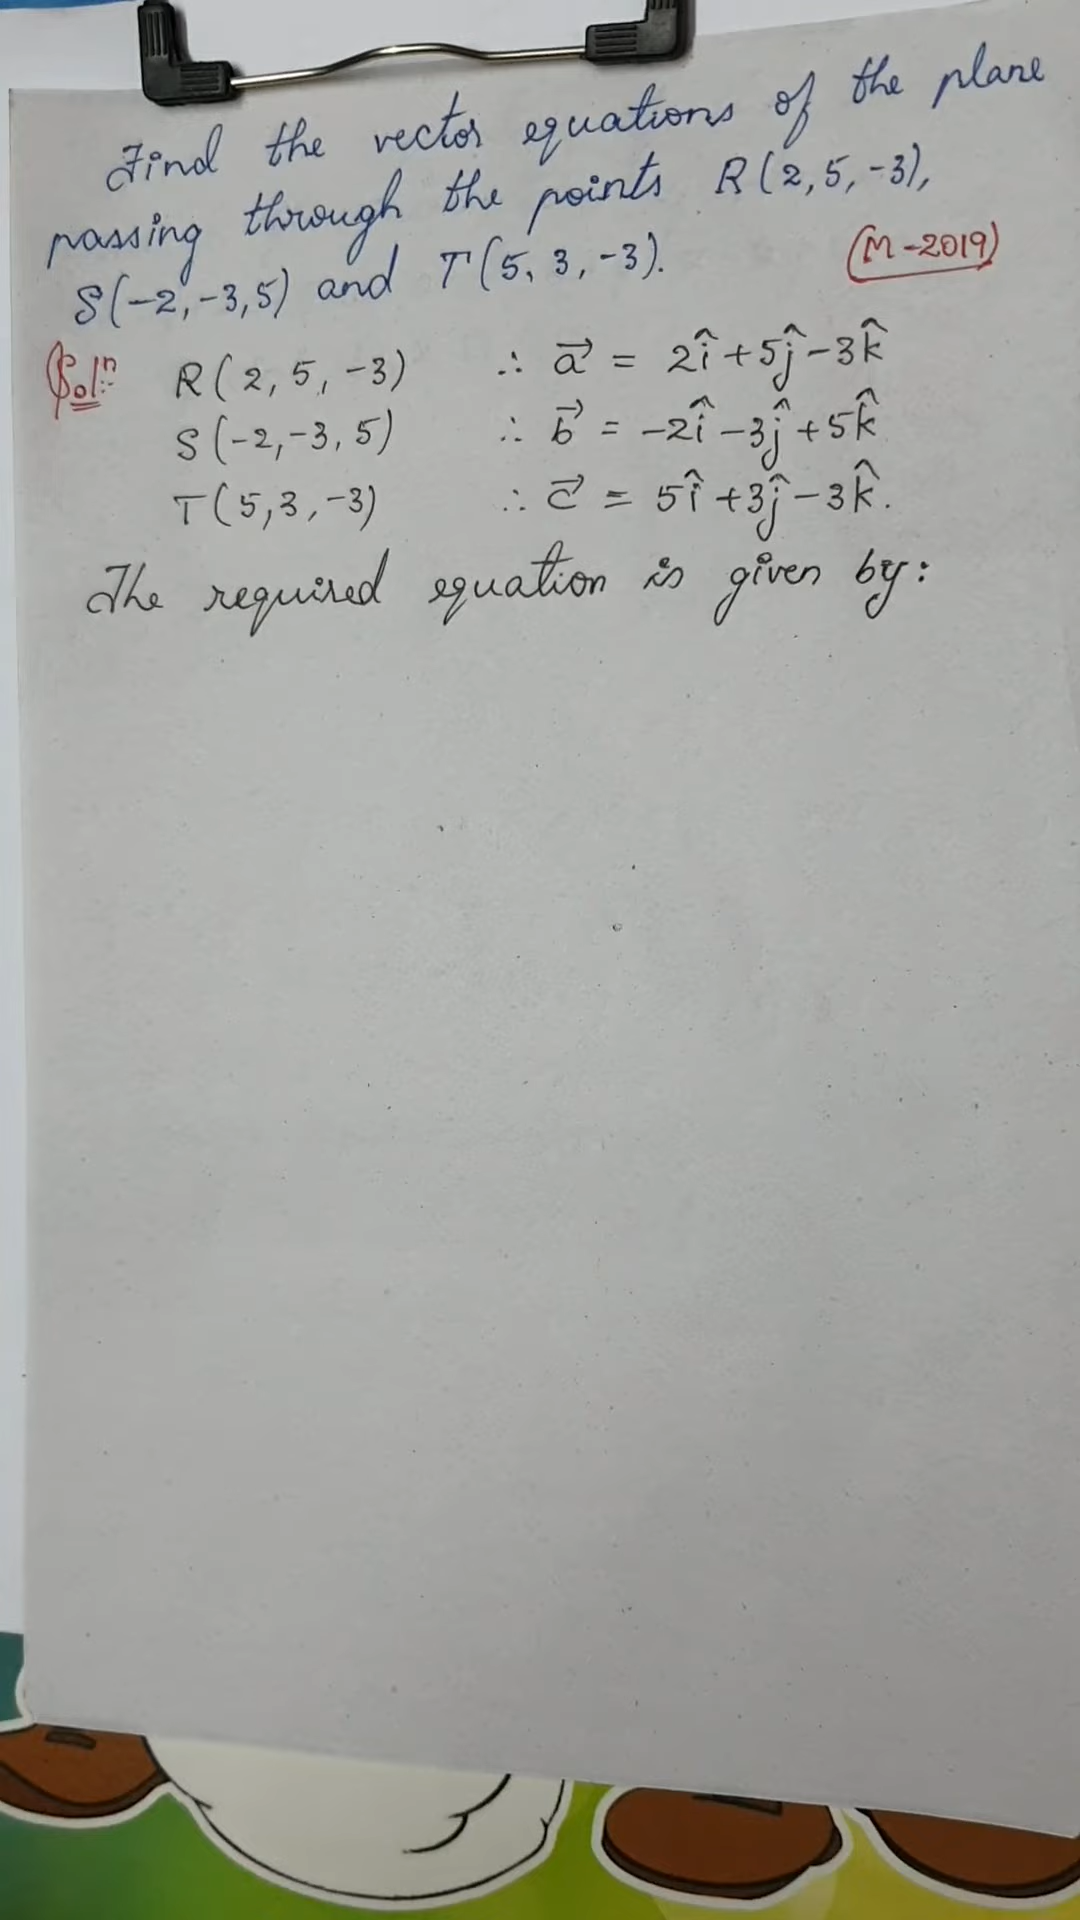 Find the vector equations of the plane
passing through the points R(2, 5, -3),
S(-2, -3, 5) and T(5, 3, -3). (M-2019)
Solⁿ: R(2, 5, -3) ∴ a⃗ = 2î + 5ĵ - 3k̂
S(-2, -3, 5) ∴ b⃗ = -2î - 3ĵ + 5k̂
T(5, 3, -3) ∴ c⃗ = 5î + 3ĵ - 3k̂.
The required equation is given by: